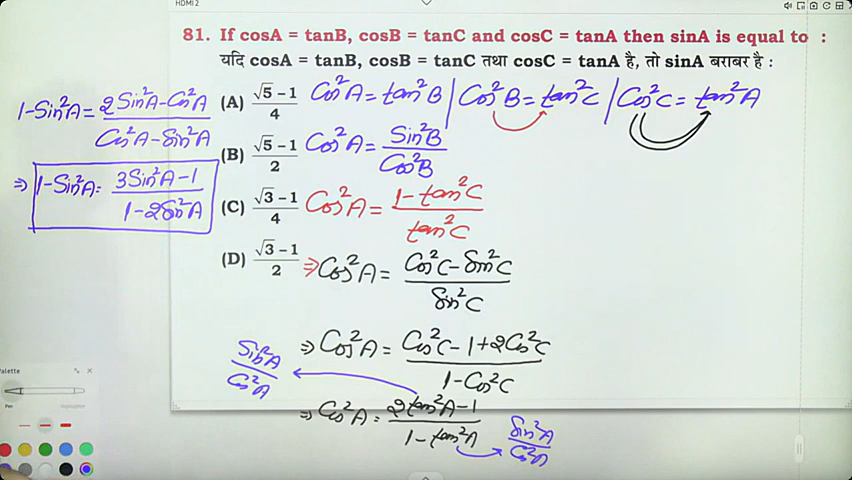 HDMI 2
81. If cosA = tanB, cosB = tanC and cosC = tanA then sinA is equal to :
यदि cosA = tanB, cosB = tanC तथा cosC = tanA है, तो sinA बराबर है :
(A) (√5 - 1)/4
(B) (√5 - 1)/2
(C) (√3 - 1)/4
(D) (√3 - 1)/2
1-Sin²A = (2Sin²A-Cos²A)/(Cos²A-Sin²A)
⇒ 1-Sin²A = (3Sin²A-1)/(1-2Sin²A)
Cos²A = tan²B | Cos²B = tan²C / Cos²C = tan²A
Cos²A = Sin²B/Cos²B
Cos²A = (1-tan²C)/tan²C
⇒ Cos²A = (Cos²C-Sin²C)/Sin²C
⇒ Cos²A = (Cos²C-1+2Cos²C)/(1-Cos²C)
Sin²A/Cos²A
⇒ Cos²A = (2tan²A-1)/(1-tan²A)
Sin²A/Cos²A
Palette
Pen
Highlighter